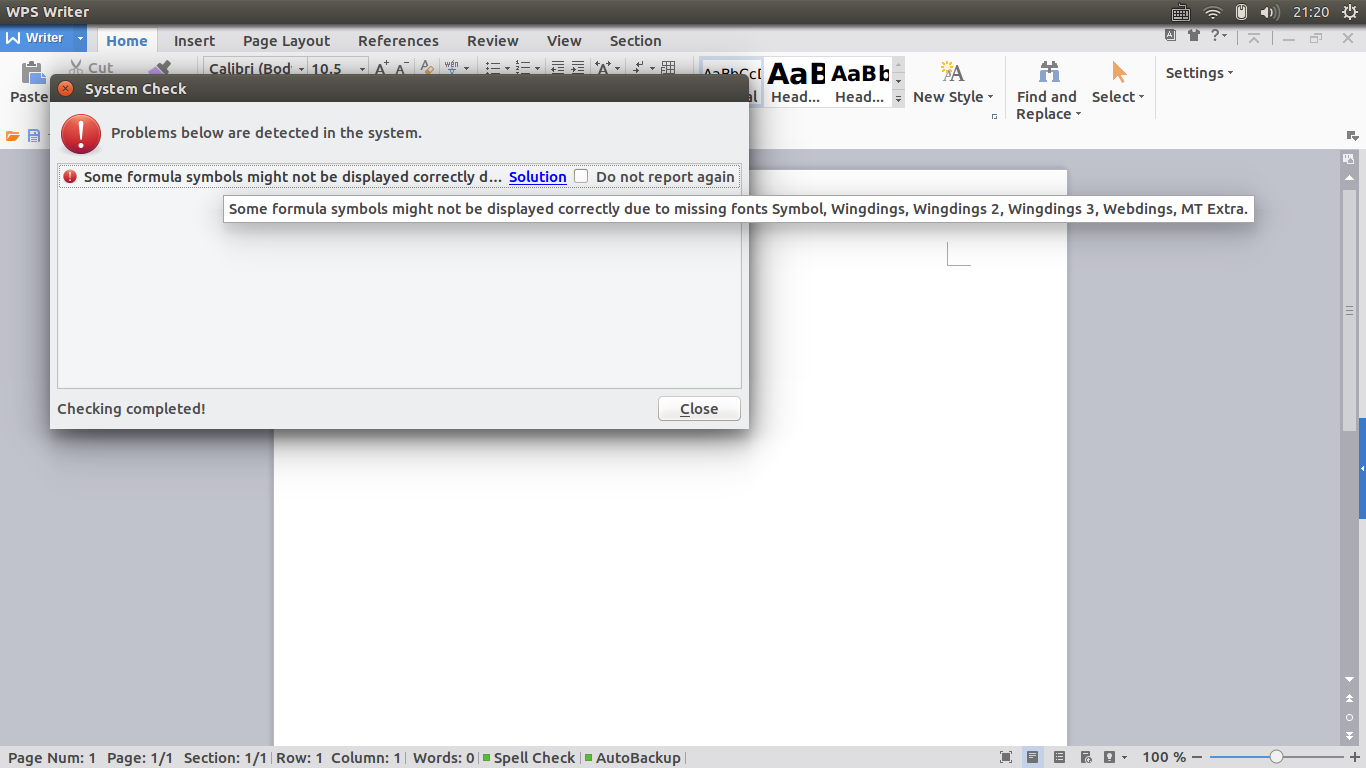 WPS Writer
21:20
Writer
Home Insert Page Layout References Review View Section
Cut
Paste
Calibri (Bod 10.5
AaBbCcD AaB AaBb
Head... Head...
New Style
Find and Replace
Select
Settings
System Check
Problems below are detected in the system.
Some formula symbols might not be displayed correctly d... Solution Do not report again
Some formula symbols might not be displayed correctly due to missing fonts Symbol, Wingdings, Wingdings 2, Wingdings 3, Webdings, MT Extra.
Checking completed!
Close
Page Num: 1 Page: 1/1 Section: 1/1 Row: 1 Column: 1 Words: 0 Spell Check AutoBackup 100 %